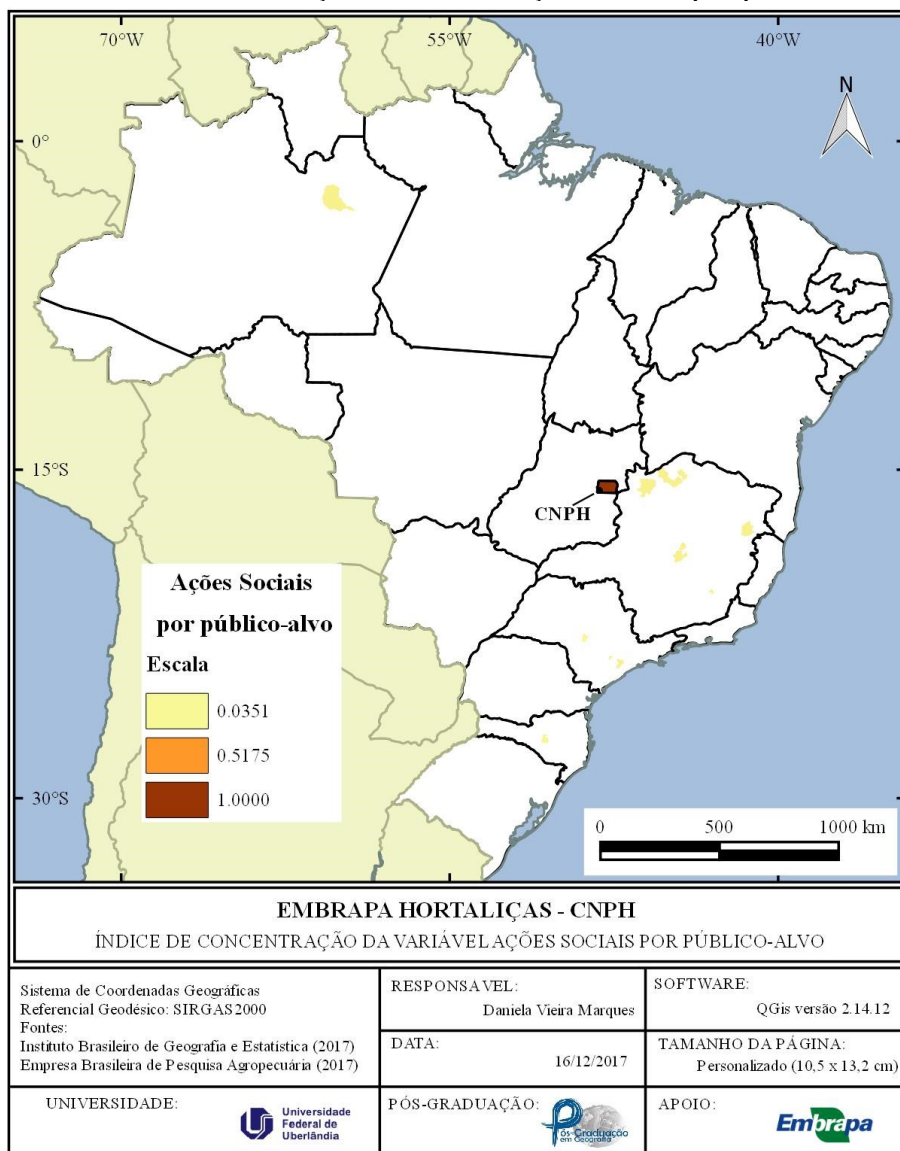 70°W 55°W 40°W
N
0°
15°S
CNPH
Ações Sociais
por público-alvo
Escala
0.0351
0.5175
1.0000
30°S
0 500 1000 km
EMBRAPA HORTALIÇAS - CNPH
ÍNDICE DE CONCENTRAÇÃO DA VARIÁVEL AÇÕES SOCIAIS POR PÚBLICO-ALVO
Sistema de Coordenadas Geográficas
Referencial Geodésico: SIRGAS2000
Fontes:
Instituto Brasileiro de Geografia e Estatística (2017)
Empresa Brasileira de Pesquisa Agropecuária (2017)
RESPONSAVEL:
Daniela Vieira Marques
SOFTWARE:
QGis versão 2.14.12
DATA:
16/12/2017
TAMANHO DA PÁGINA:
Personalizado (10,5 x 13,2 cm)
UNIVERSIDADE:
Universidade
Federal de
Uberlândia
PÓS-GRADUAÇÃO:
Pós-Graduação
em Geografia
APOIO:
Embrapa